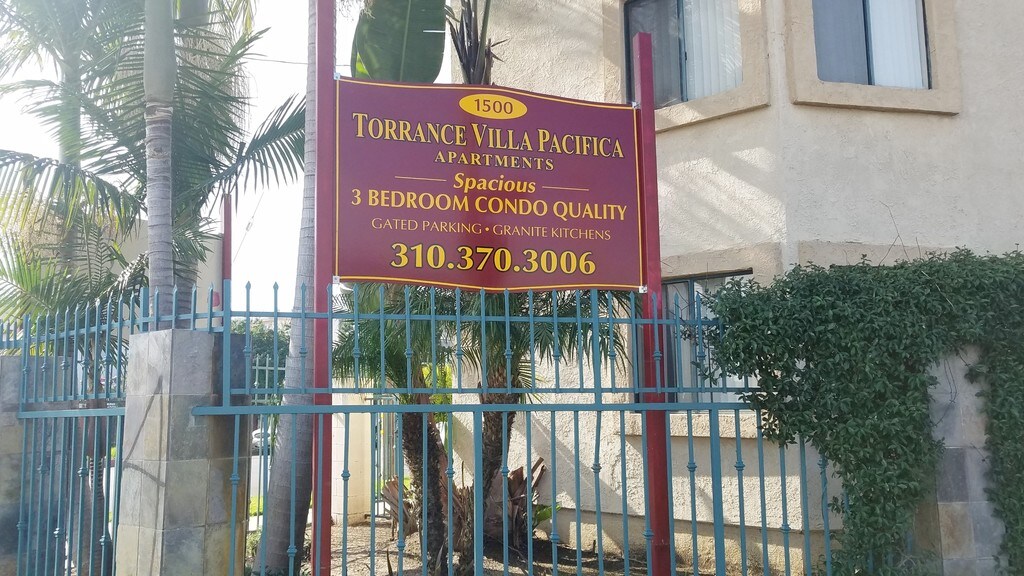 1500
TORRANCE VILLA PACIFICA
APARTMENTS
Spacious
3 BEDROOM CONDO QUALITY
GATED PARKING • GRANITE KITCHENS
310.370.3006